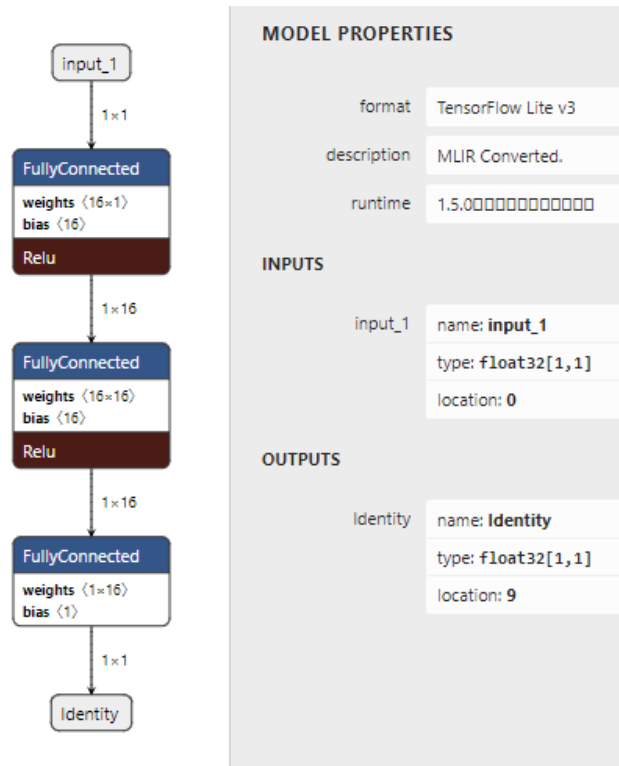 input_1
1×1
FullyConnected
weights ⟨16×1⟩
bias ⟨16⟩
Relu
1×16
FullyConnected
weights ⟨16×16⟩
bias ⟨16⟩
Relu
1×16
FullyConnected
weights ⟨1×16⟩
bias ⟨1⟩
1×1
Identity
MODEL PROPERTIES
format TensorFlow Lite v3
description MLIR Converted.
runtime 1.5.0▯▯▯▯▯▯▯▯▯▯▯
INPUTS
input_1 name: input_1
type: float32[1,1]
location: 0
OUTPUTS
Identity name: Identity
type: float32[1,1]
location: 9